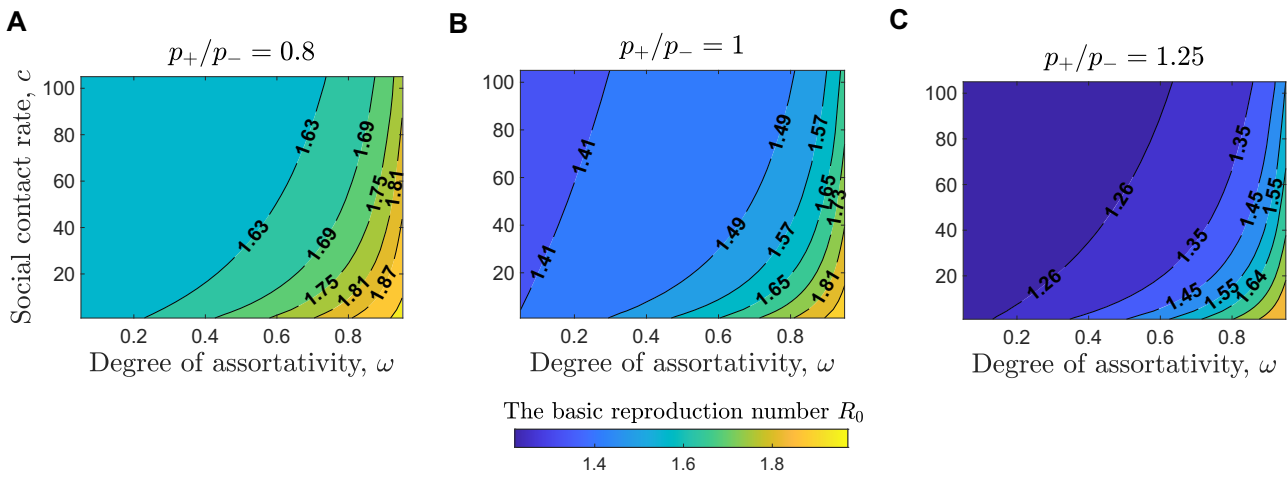 A
p₊/p₋ = 0.8
Social contact rate, c
100
80
60
40
20
1.63
1.69
1.75
1.81
1.63
1.69
1.75
1.81
1.87
0.2 0.4 0.6 0.8
Degree of assortativity, ω
B
p₊/p₋ = 1
100
80
60
40
20
1.41
1.49
1.57
1.65
1.73
1.41
1.49
1.57
1.65
1.81
0.2 0.4 0.6 0.8
Degree of assortativity, ω
C
p₊/p₋ = 1.25
100
80
60
40
20
1.26
1.35
1.45
1.55
1.26
1.35
1.45
1.55
1.64
0.2 0.4 0.6 0.8
Degree of assortativity, ω
The basic reproduction number R₀
1.4 1.6 1.8